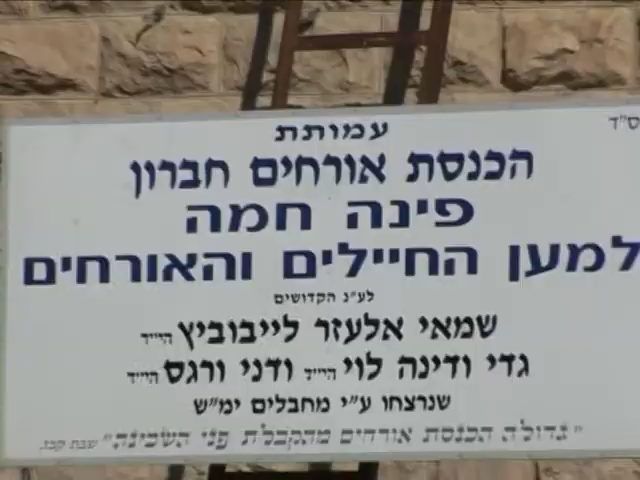 ס"ד
עמותת
הכנסת אורחים חברון
פינה חמה
למען החיילים והאורחים
לע"נ הקדושים
שמאי אלעזר לייבוביץ הי"ד
גדי ודינה לוי הי"ד ודני ורגס הי"ד
שנרצחו ע"י מחבלים ימ"ש
"גדולה הכנסת אורחים מהקבלת פני השכינה" שבת קכז.